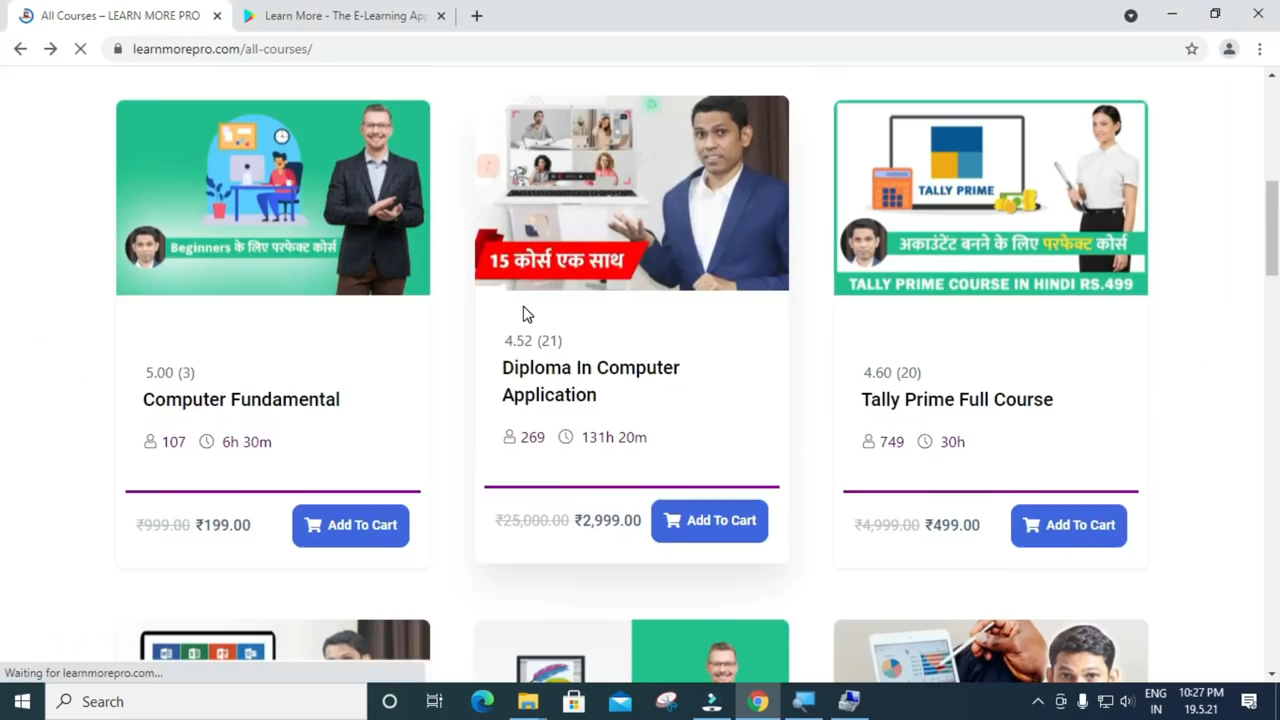 All Courses – LEARN MORE PRO
Learn More - The E-Learning App
learnmorepro.com/all-courses/
Beginners के लिए परफेक्ट कोर्स
15 कोर्स एक साथ
TALLY PRIME
अकाउंटेंट बनने के लिए परफेक्ट कोर्स
TALLY PRIME COURSE IN HINDI RS.499
5.00 (3)
Computer Fundamental
107 6h 30m
₹999.00 ₹199.00 Add To Cart
4.52 (21)
Diploma In Computer
Application
269 131h 20m
₹25,000.00 ₹2,999.00 Add To Cart
4.60 (20)
Tally Prime Full Course
749 30h
₹4,999.00 ₹499.00 Add To Cart
Waiting for learnmorepro.com...
Search
ENG
IN
10:27 PM
19.5.21